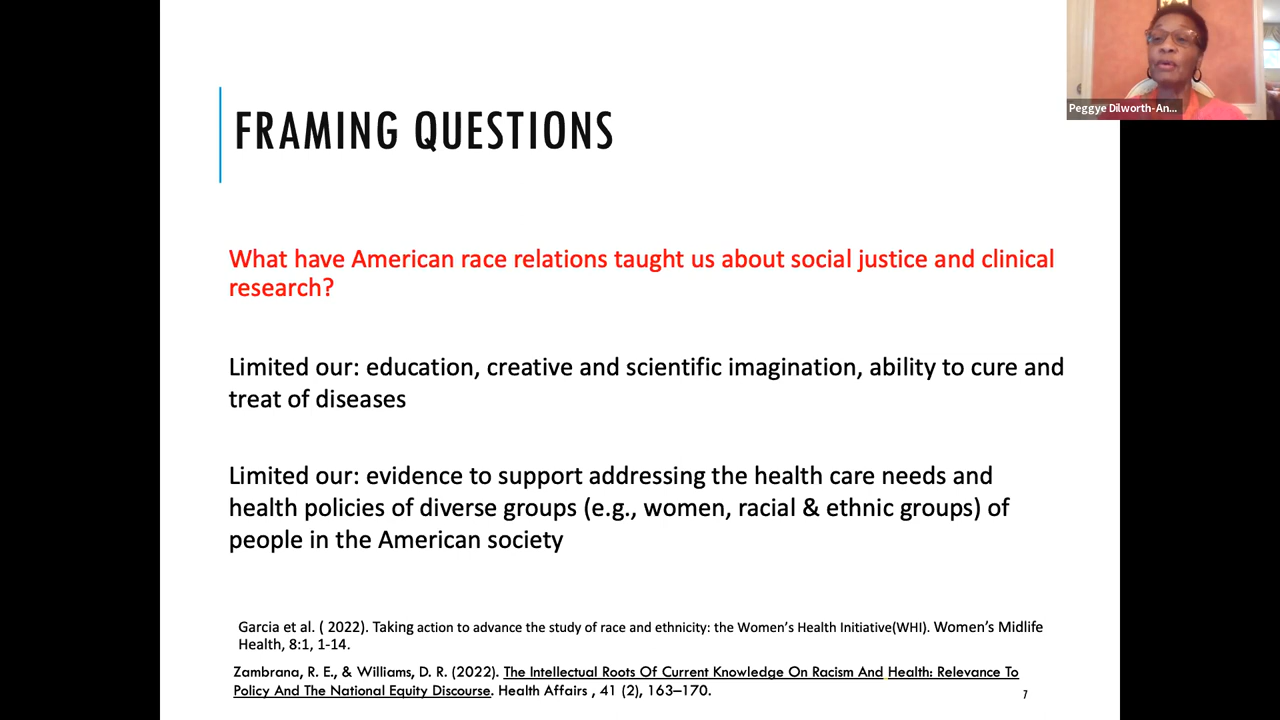 Peggye Dilworth-An...
FRAMING QUESTIONS
What have American race relations taught us about social justice and clinical
research?
Limited our: education, creative and scientific imagination, ability to cure and
treat of diseases
Limited our: evidence to support addressing the health care needs and
health policies of diverse groups (e.g., women, racial & ethnic groups) of
people in the American society
Garcia et al. ( 2022). Taking action to advance the study of race and ethnicity: the Women's Health Initiative(WHI). Women's Midlife
Health, 8:1, 1-14.
Zambrana, R. E., & Williams, D. R. (2022). The Intellectual Roots Of Current Knowledge On Racism And Health: Relevance To
Policy And The National Equity Discourse. Health Affairs , 41 (2), 163–170.
7